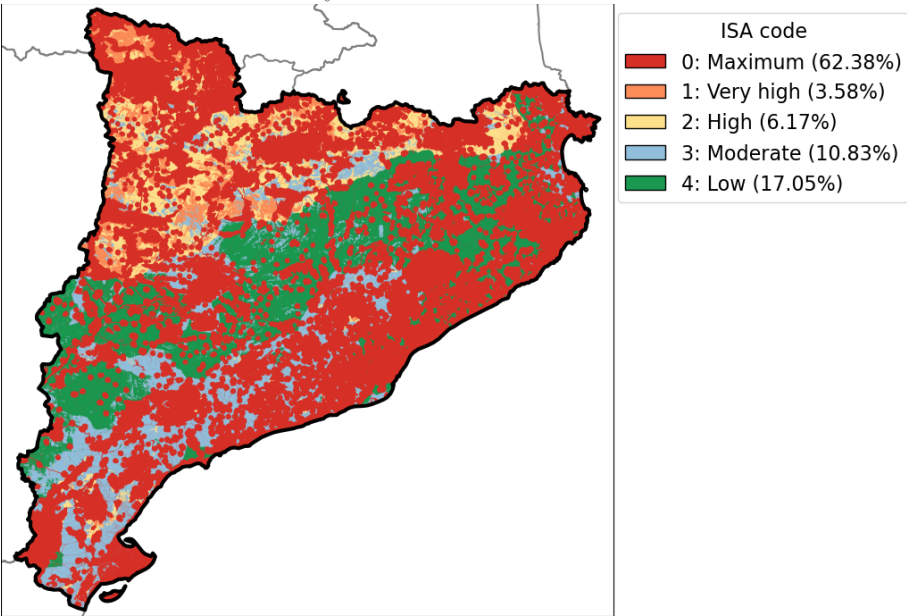 ISA code
0: Maximum (62.38%)
1: Very high (3.58%)
2: High (6.17%)
3: Moderate (10.83%)
4: Low (17.05%)